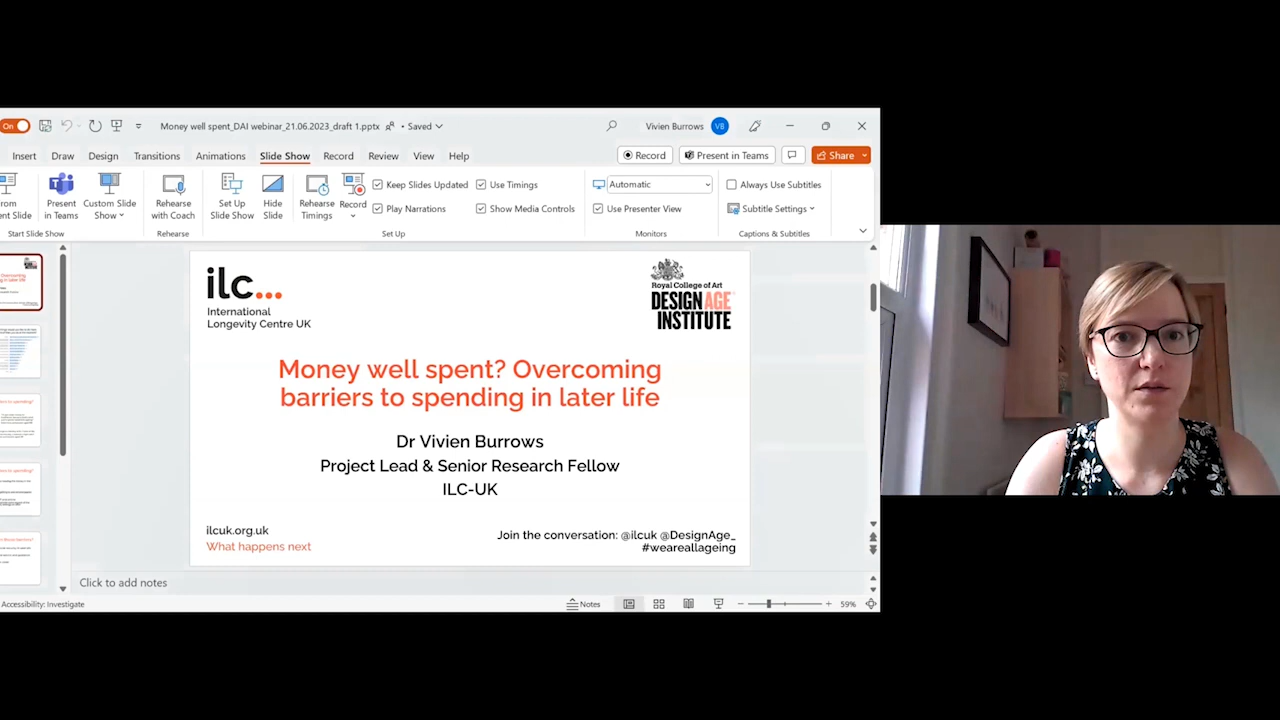 On
Money well spent_DAI webinar_21.06.2023_draft 1.pptx
• Saved
Vivien Burrows
VB
Insert
Draw
Design
Transitions
Animations
Slide Show
Record
Review
View
Help
Record
Present in Teams
Share
Present
in Teams
Custom Slide
Show
Start Slide Show
Rehearse
with Coach
Rehearse
Set Up
Slide Show
Hide
Slide
Rehearse
Timings
Record
Keep Slides Updated
Play Narrations
Use Timings
Show Media Controls
Set Up
Automatic
Use Presenter View
Monitors
Always Use Subtitles
Subtitle Settings
Captions & Subtitles
ilc...
International
Longevity Centre UK
Royal College of Art
DESIGN AGE
INSTITUTE
Money well spent? Overcoming
barriers to spending in later life
Dr Vivien Burrows
Project Lead & Senior Research Fellow
ILC-UK
ilcuk.org.uk
What happens next
Join the conversation: @ilcuk @DesignAge_
#weareallageing
Click to add notes
Accessibility: Investigate
Notes
59%